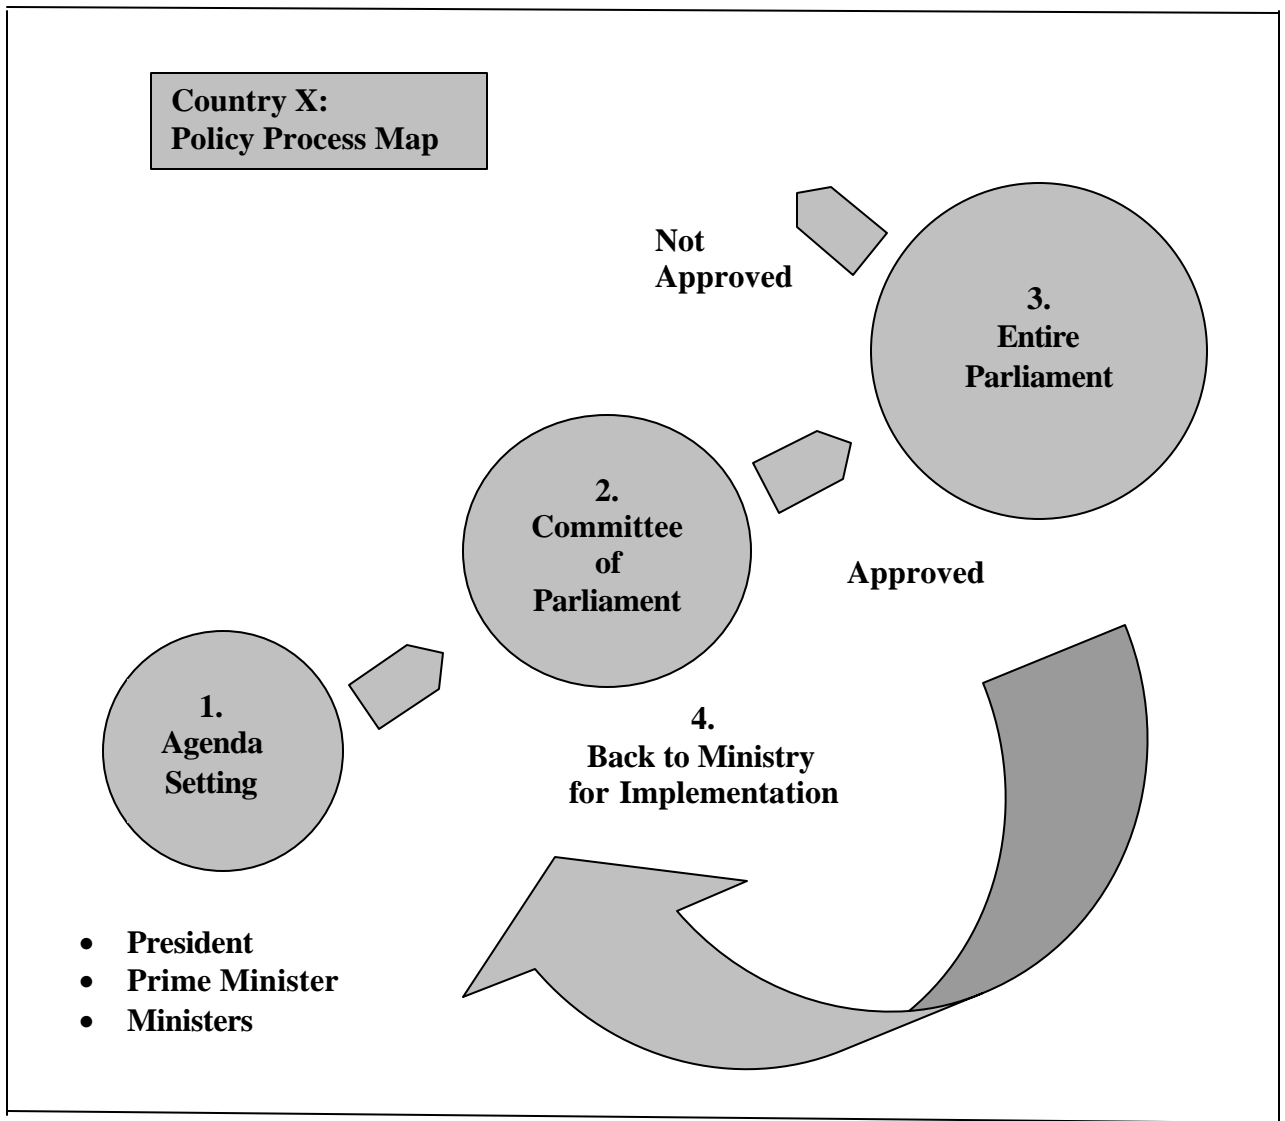 Country X:
Policy Process Map
Not
Approved
3.
Entire
Parliament
2.
Committee
of
Parliament
Approved
1.
Agenda
Setting
4.
Back to Ministry
for Implementation
• President
• Prime Minister
• Ministers